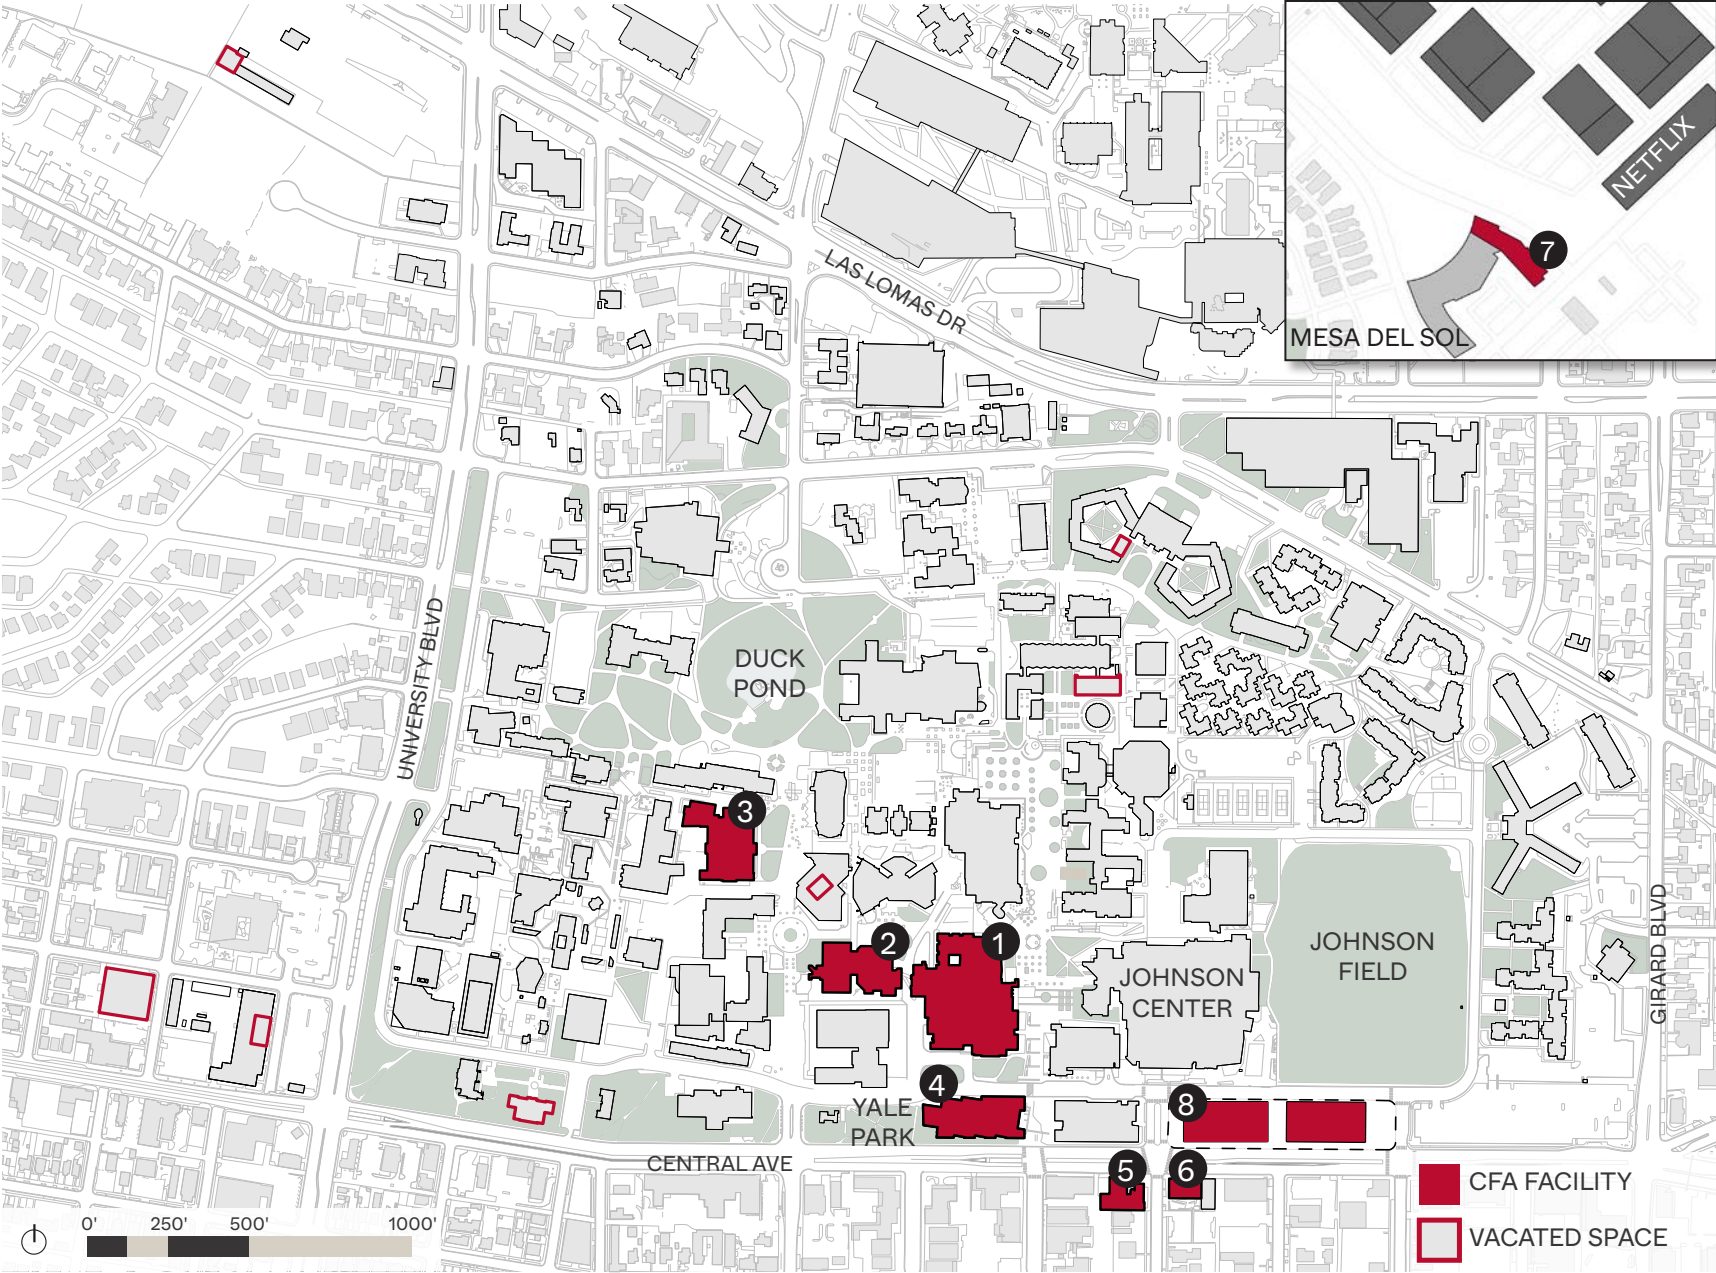 NETFLIX
7
LAS LOMAS DR
MESA DEL SOL
UNIVERSITY BLVD
DUCK
POND
3
2
1
JOHNSON
FIELD
JOHNSON
CENTER
GIRARD BLVD
4
YALE
PARK
8
CENTRAL AVE
5
6
CFA FACILITY
VACATED SPACE
0' 250' 500' 1000'